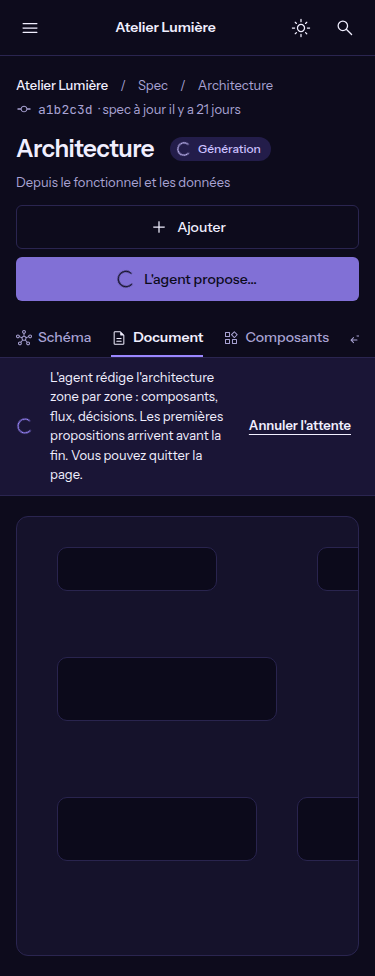 Atelier Lumière
Atelier Lumière / Spec / Architecture
a1b2c3d · spec à jour il y a 21 jours
Architecture
Génération
Depuis le fonctionnel et les données
Ajouter
L'agent propose…
Schéma Document Composants
L'agent rédige l'architecture
zone par zone : composants,
flux, décisions. Les premières
propositions arrivent avant la
fin. Vous pouvez quitter la
page.
Annuler l'attente